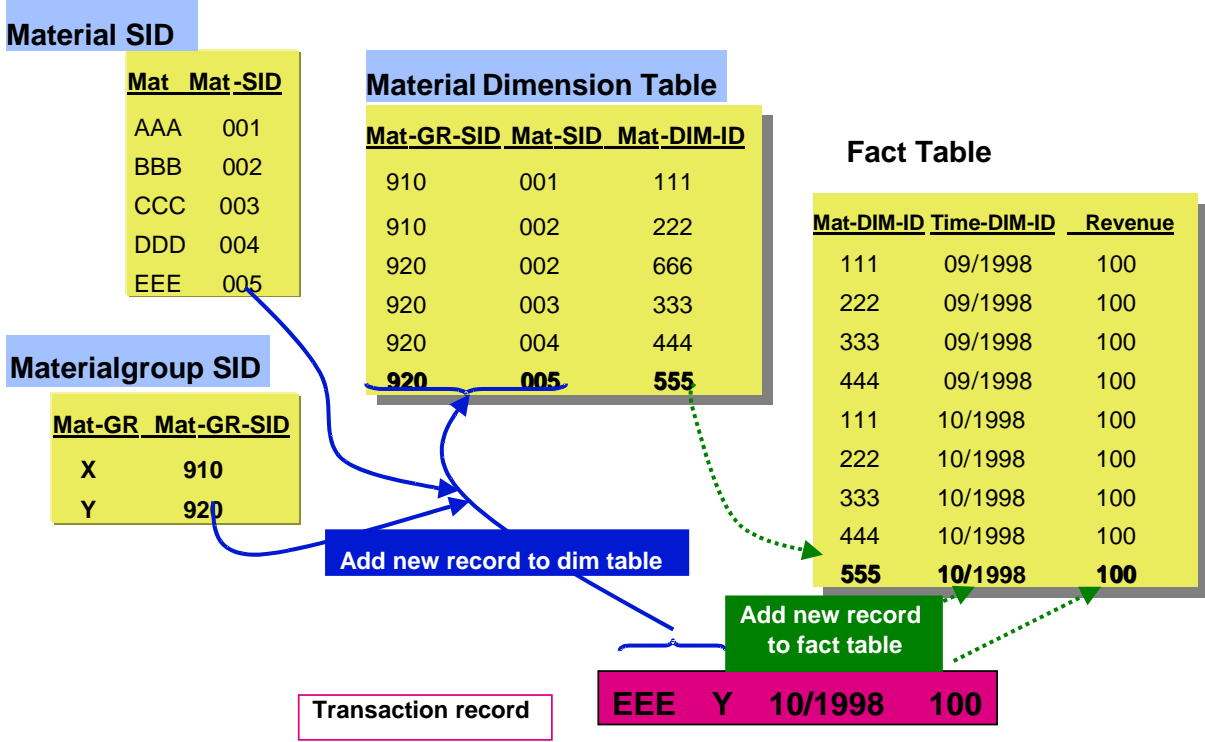 Material SID
Mat Mat-SID
AAA 001
BBB 002
CCC 003
DDD 004
EEE 005
Materialgroup SID
Mat-GR Mat-GR-SID
X 910
Y 920
Material Dimension Table
Mat-GR-SID Mat-SID Mat-DIM-ID
910 001 111
910 002 222
920 002 666
920 003 333
920 004 444
920 005 555
Fact Table
Mat-DIM-ID Time-DIM-ID Revenue
111 09/1998 100
222 09/1998 100
333 09/1998 100
444 09/1998 100
111 10/1998 100
222 10/1998 100
333 10/1998 100
444 10/1998 100
555 10/1998 100
Add new record to dim table
Add new record
to fact table
Transaction record
EEE Y 10/1998 100